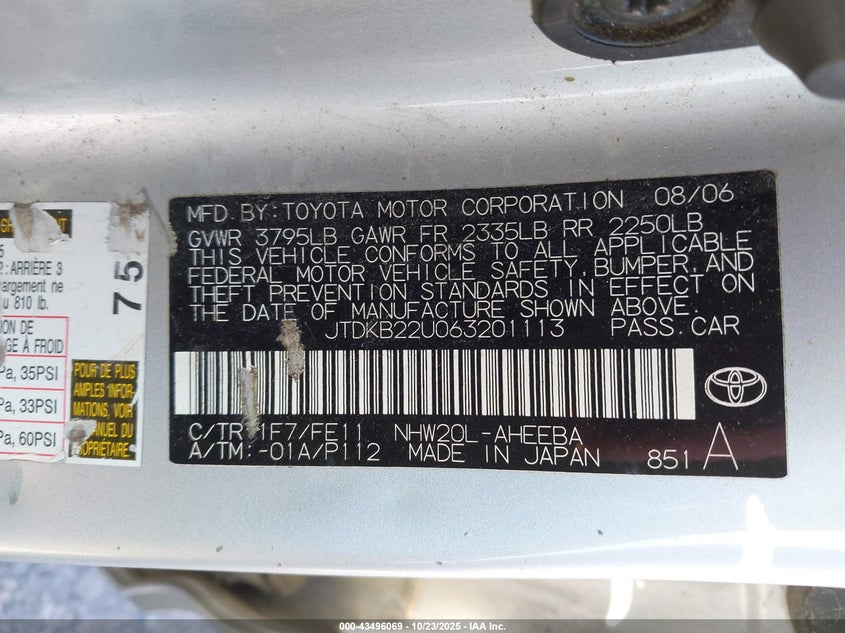 MFD. BY: TOYOTA MOTOR CORPORATION 08/06
GVWR 3795LB GAWR FR 2335LB RR 2250LB
THIS VEHICLE CONFORMS TO ALL APPLICABLE
FEDERAL MOTOR VEHICLE SAFETY, BUMPER, AND
THEFT PREVENTION STANDARDS IN EFFECT ON
THE DATE OF MANUFACTURE SHOWN ABOVE.
JTDKB22U063201113 PASS. CAR
C/TR 1F7/FE11 NHW20L-AHEEBA
A/TM: -01A/P112 MADE IN JAPAN 851 A
5
2 : ARRIÈRE 3
ne
u 810 lb.
75
DE
À FROID
Pa, 35PSI
Pa, 33PSI
Pa, 60PSI
POUR DE PLUS
AMPLES INFOR-
MATIONS, VOIR
MANUEL DU
PROPRIÉTAIRE.
000-43496069 - 10/23/2025 - IAA Inc.